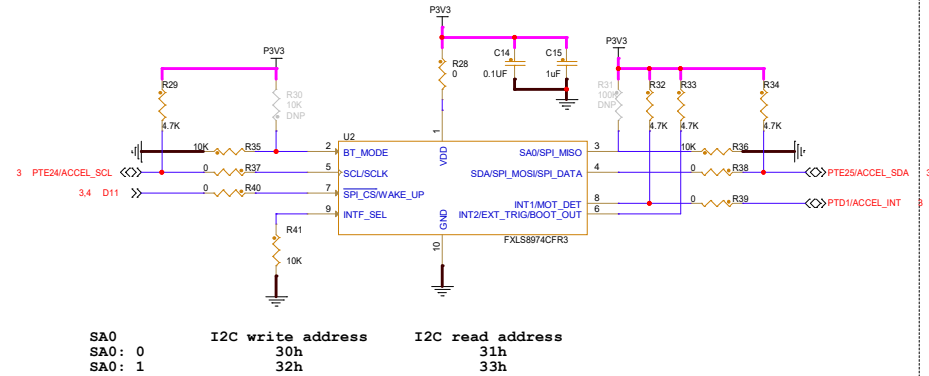 P3V3
P3V3
P3V3
R28
0
C14
0.1UF
C15
1uF
R29
4.7K
R30
10K
DNP
R31
100K
DNP
R32
4.7K
R33
4.7K
R34
4.7K
U2
10K R35
2 BT_MODE
1 VDD
SA0/SPI_MISO 3
10K R36
3 PTE24/ACCEL_SCL
0 R37
5 SCL/SCLK
SDA/SPI_MOSI/SPI_DATA 4
0 R38
PTE25/ACCEL_SDA 3
3,4 D11
0 R40
7 SPI_CS/WAKE_UP
INT1/MOT_DET 8
0 R39
PTD1/ACCEL_INT
9 INTF_SEL
INT2/EXT_TRIG/BOOT_OUT 6
GND
10
FXLS8974CFR3
R41
10K
SA0 I2C write address I2C read address
SA0: 0 30h 31h
SA0: 1 32h 33h